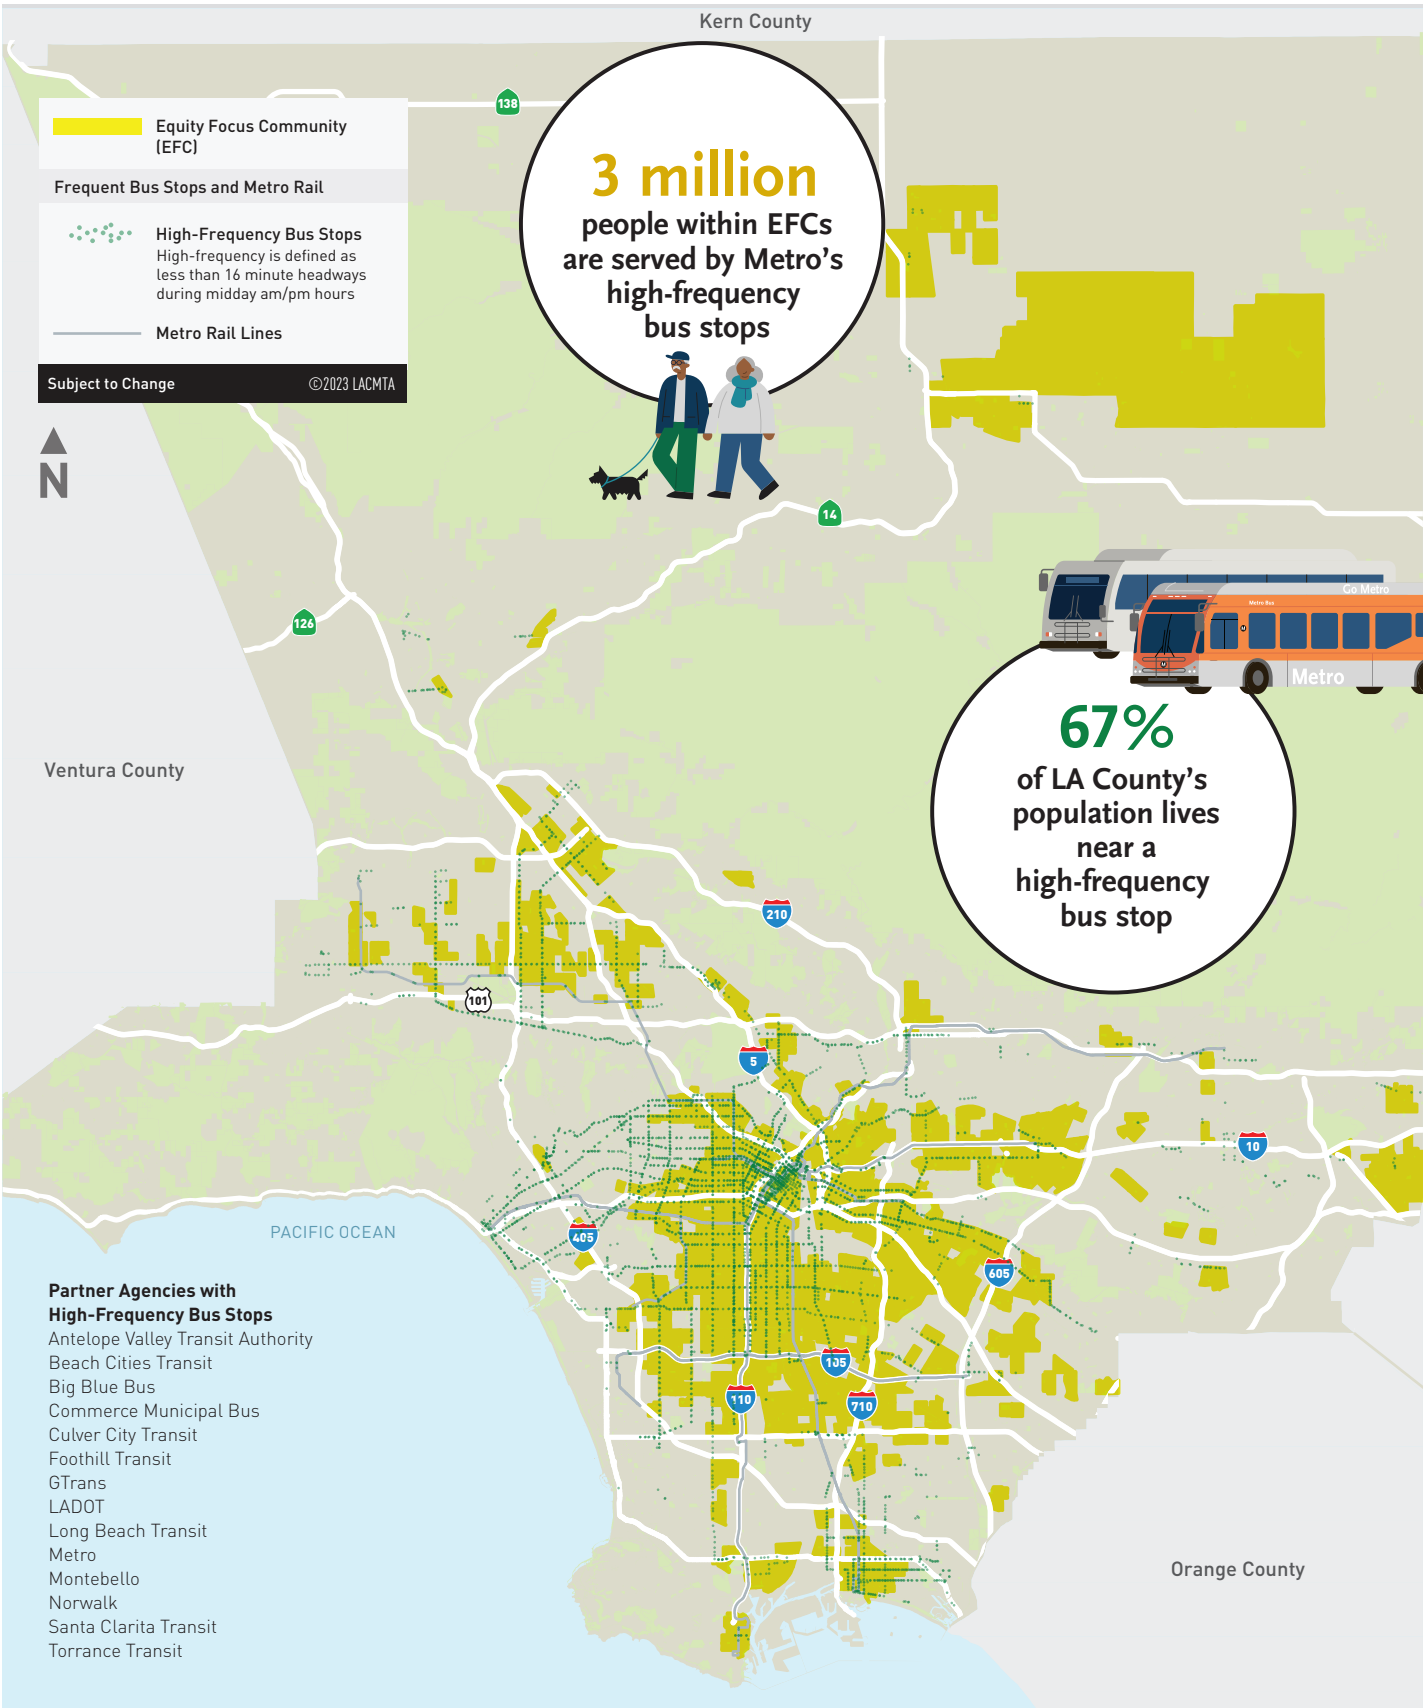 Kern County
138
Equity Focus Community
(EFC)
Frequent Bus Stops and Metro Rail
High-Frequency Bus Stops
High-frequency is defined as
less than 16 minute headways
during midday am/pm hours
Metro Rail Lines
Subject to Change
©2023 LACMTA
N
3 million
people within EFCs
are served by Metro's
high-frequency
bus stops
14
126
Go Metro
Metro Bus
Metro
67%
of LA County's
population lives
near a
high-frequency
bus stop
Ventura County
210
101
5
10
PACIFIC OCEAN
405
605
105
110
710
Partner Agencies with
High-Frequency Bus Stops
Antelope Valley Transit Authority
Beach Cities Transit
Big Blue Bus
Commerce Municipal Bus
Culver City Transit
Foothill Transit
GTrans
LADOT
Long Beach Transit
Metro
Montebello
Norwalk
Santa Clarita Transit
Torrance Transit
Orange County